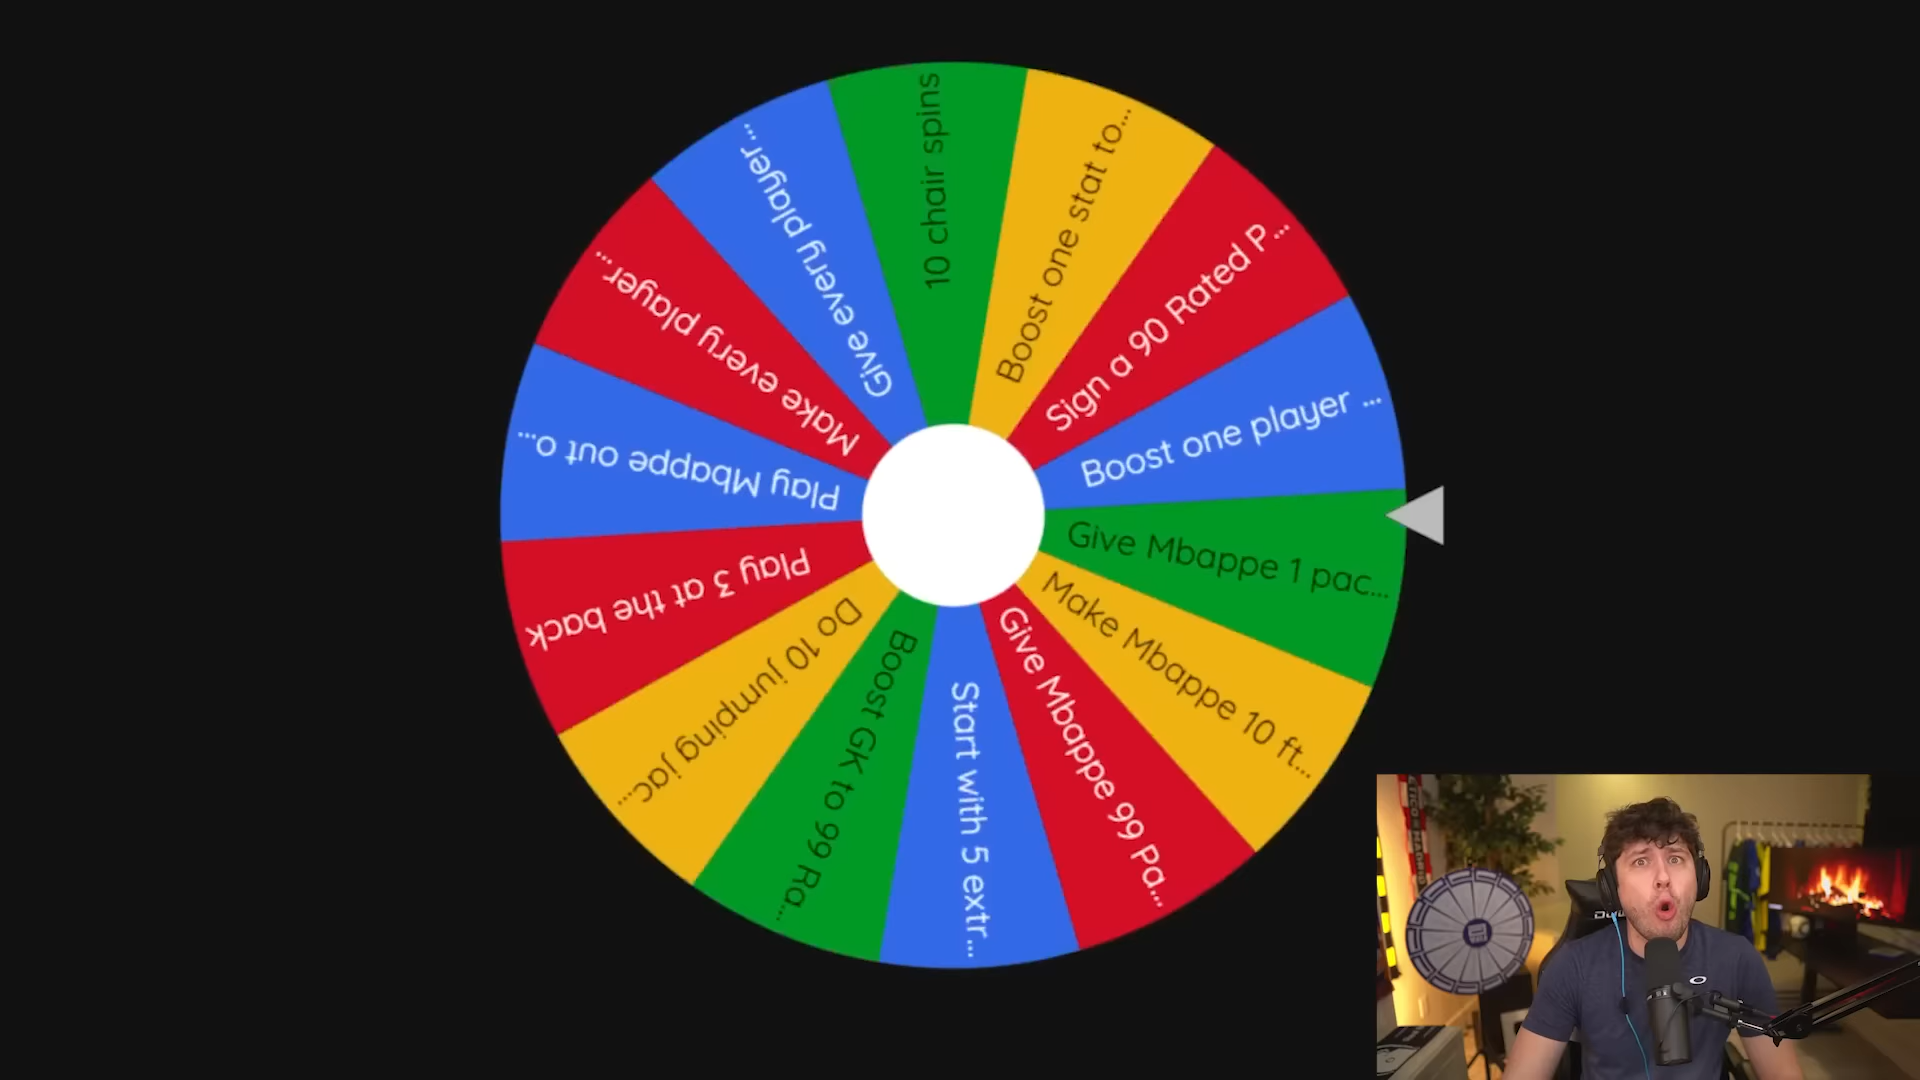 10 chair spins
Boost one stat to...
Sign a 90 Rated P...
Boost one player ...
Give Mbappe 1 pac...
Make Mbappe 10 ft...
Give Mbappe 99 Pa...
Start with 5 extr...
Boost GK to 99 Ra...
Do 10 jumping jac...
Play 3 at the back
Play Mbappe out o...
Make every player...
Give every player...